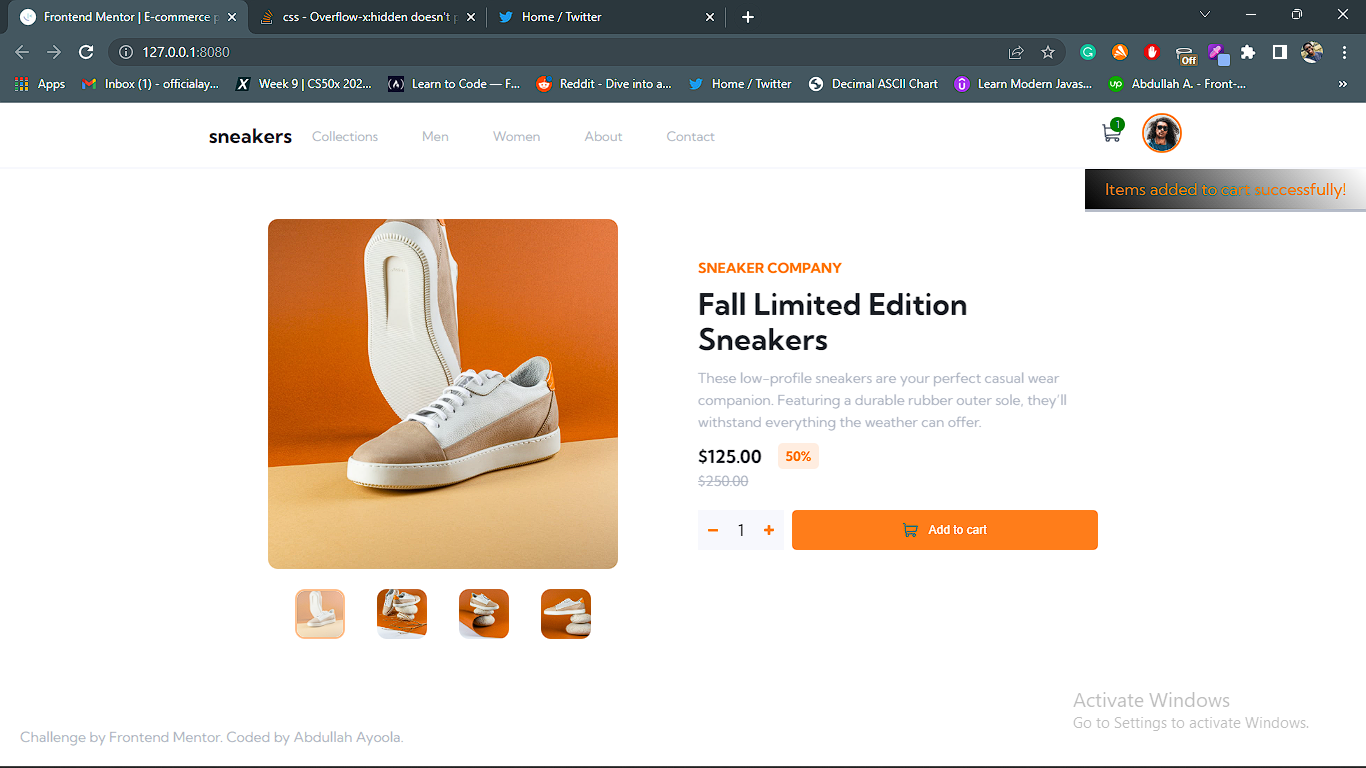 Frontend Mentor | E-commerce p
css - Overflow-x:hidden doesn't p
Home / Twitter
127.0.0.1:8080
Off
Apps
Inbox (1) - officialay...
Week 9 | CS50x 202...
Learn to Code — F...
Reddit - Dive into a...
Home / Twitter
Decimal ASCII Chart
Learn Modern Javas...
Abdullah A. - Front-...
»
sneakers
Collections
Men
Women
About
Contact
1
Items added to cart successfully!
SNEAKER COMPANY
Fall Limited Edition
Sneakers
These low-profile sneakers are your perfect casual wear
companion. Featuring a durable rubber outer sole, they'll
withstand everything the weather can offer.
$125.00 50%
$250.00
1
Add to cart
Activate Windows
Go to Settings to activate Windows.
Challenge by Frontend Mentor. Coded by Abdullah Ayoola.